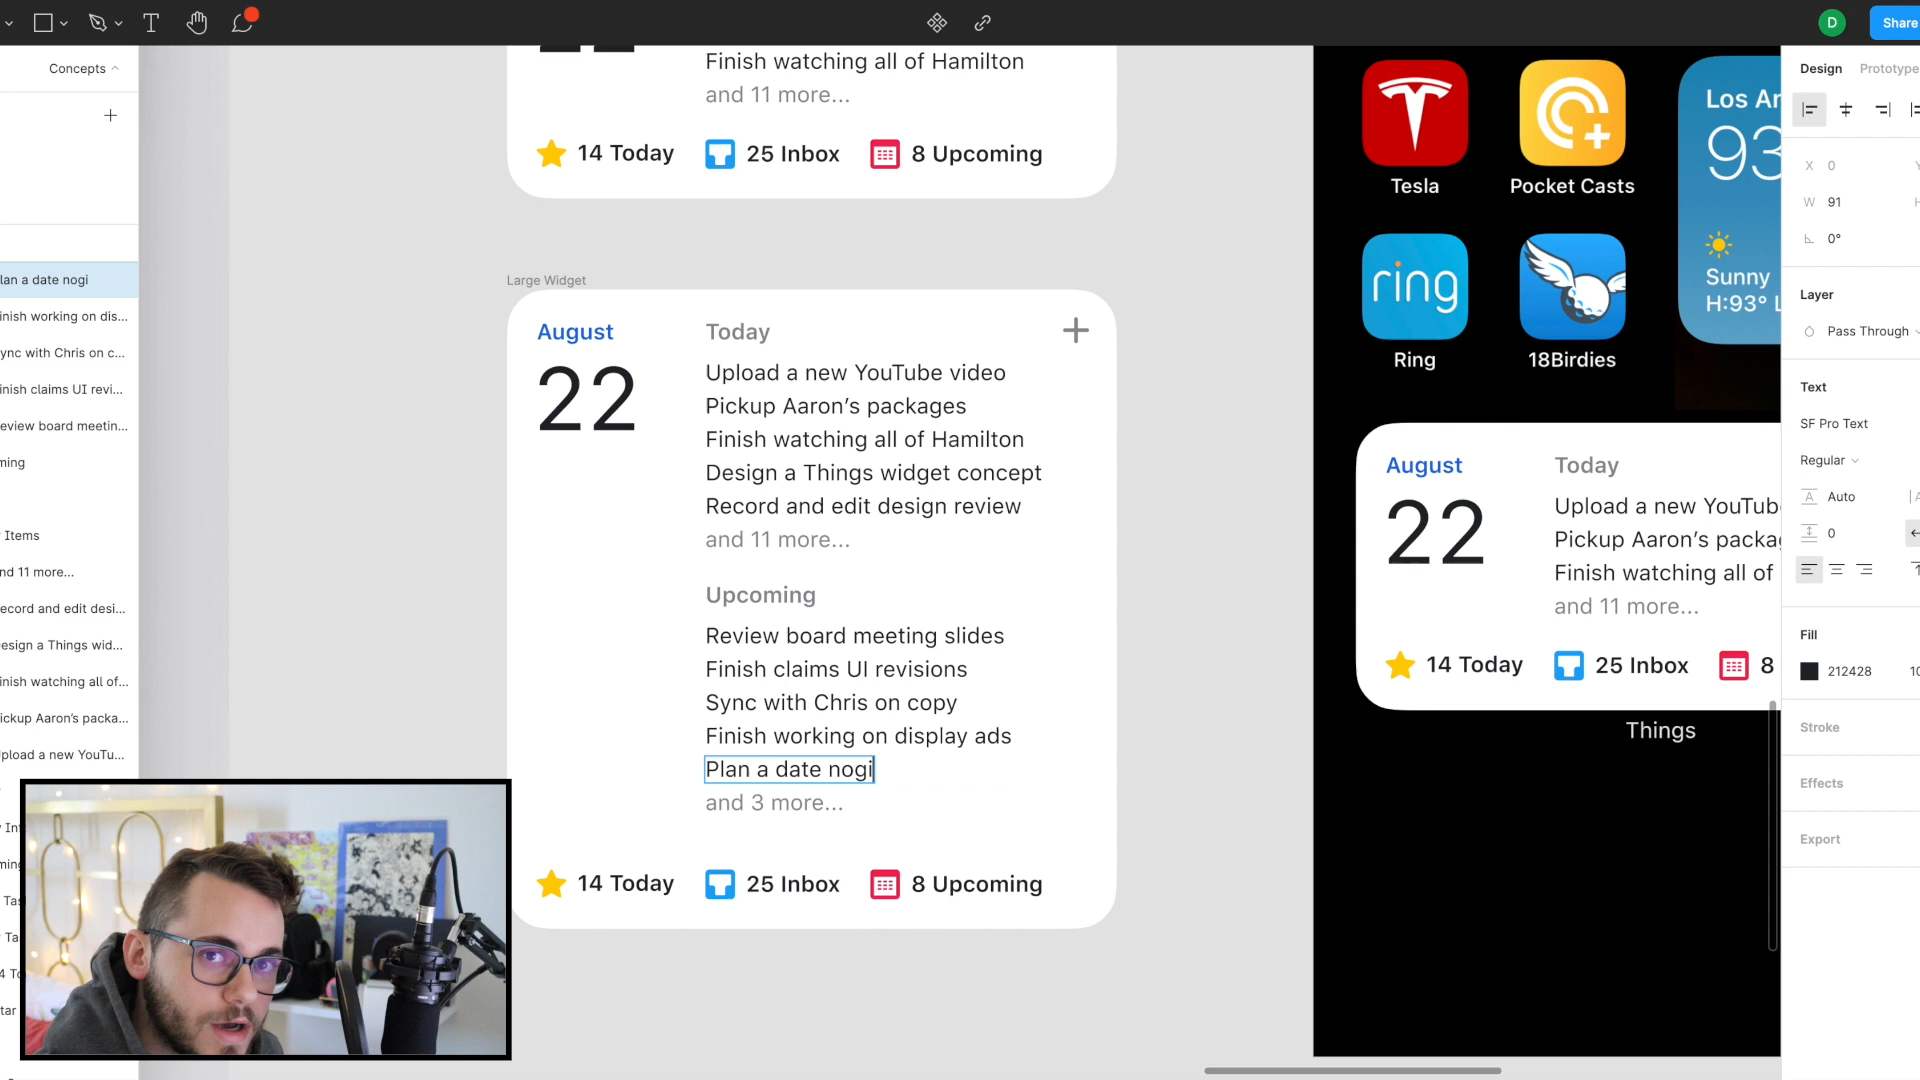 D
Share
Concepts
lan a date nogi
inish working on dis...
ync with Chris on c...
inish claims UI revi...
eview board meetin...
ming
Items
nd 11 more...
ecord and edit desi...
esign a Things wid...
inish watching all of...
ickup Aaron's packa...
pload a new YouTu...
Finish watching all of Hamilton
and 11 more...
14 Today
25 Inbox
8 Upcoming
Large Widget
August
22
Today
Upload a new YouTube video
Pickup Aaron’s packages
Finish watching all of Hamilton
Design a Things widget concept
Record and edit design review
and 11 more...
Upcoming
Review board meeting slides
Finish claims UI revisions
Sync with Chris on copy
Finish working on display ads
Plan a date nogi
and 3 more...
14 Today
25 Inbox
8 Upcoming
Tesla
Pocket Casts
ring
Ring
18Birdies
Los An
93
Sunny
H:93° L
August
22
Today
Upload a new YouTub
Pickup Aaron’s packag
Finish watching all of
and 11 more...
14 Today
25 Inbox
8
Things
Design
Prototype
X 0
W 91
0°
Layer
Pass Through
Text
SF Pro Text
Regular
Auto
0
Fill
212428
10
Stroke
Effects
Export